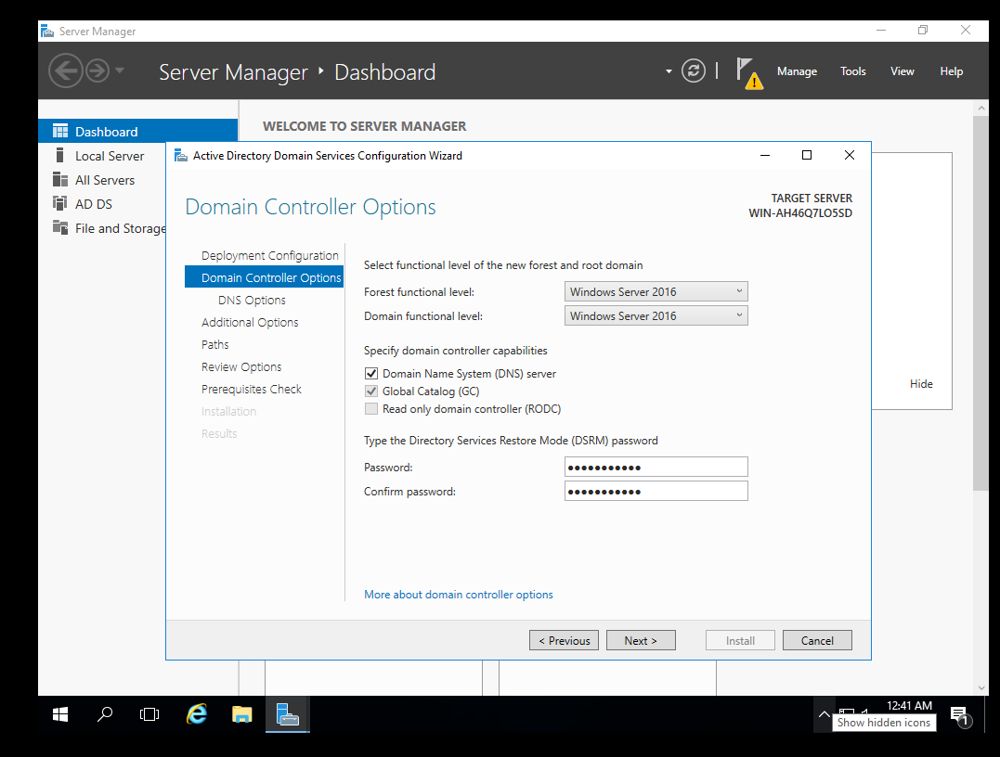 Server Manager
Server Manager ‣ Dashboard
Manage
Tools
View
Help
Dashboard
Local Server
All Servers
AD DS
File and Storage
WELCOME TO SERVER MANAGER
Hide
Active Directory Domain Services Configuration Wizard
Domain Controller Options
TARGET SERVER
WIN-AH46Q7LO5SD
Deployment Configuration
Domain Controller Options
DNS Options
Additional Options
Paths
Review Options
Prerequisites Check
Installation
Results
Select functional level of the new forest and root domain
Forest functional level: Windows Server 2016
Domain functional level: Windows Server 2016
Specify domain controller capabilities
Domain Name System (DNS) server
Global Catalog (GC)
Read only domain controller (RODC)
Type the Directory Services Restore Mode (DSRM) password
Password: ●●●●●●●●●●●
Confirm password: ●●●●●●●●●●●
More about domain controller options
< Previous
Next >
Install
Cancel
12:41 AM
Show hidden icons
1